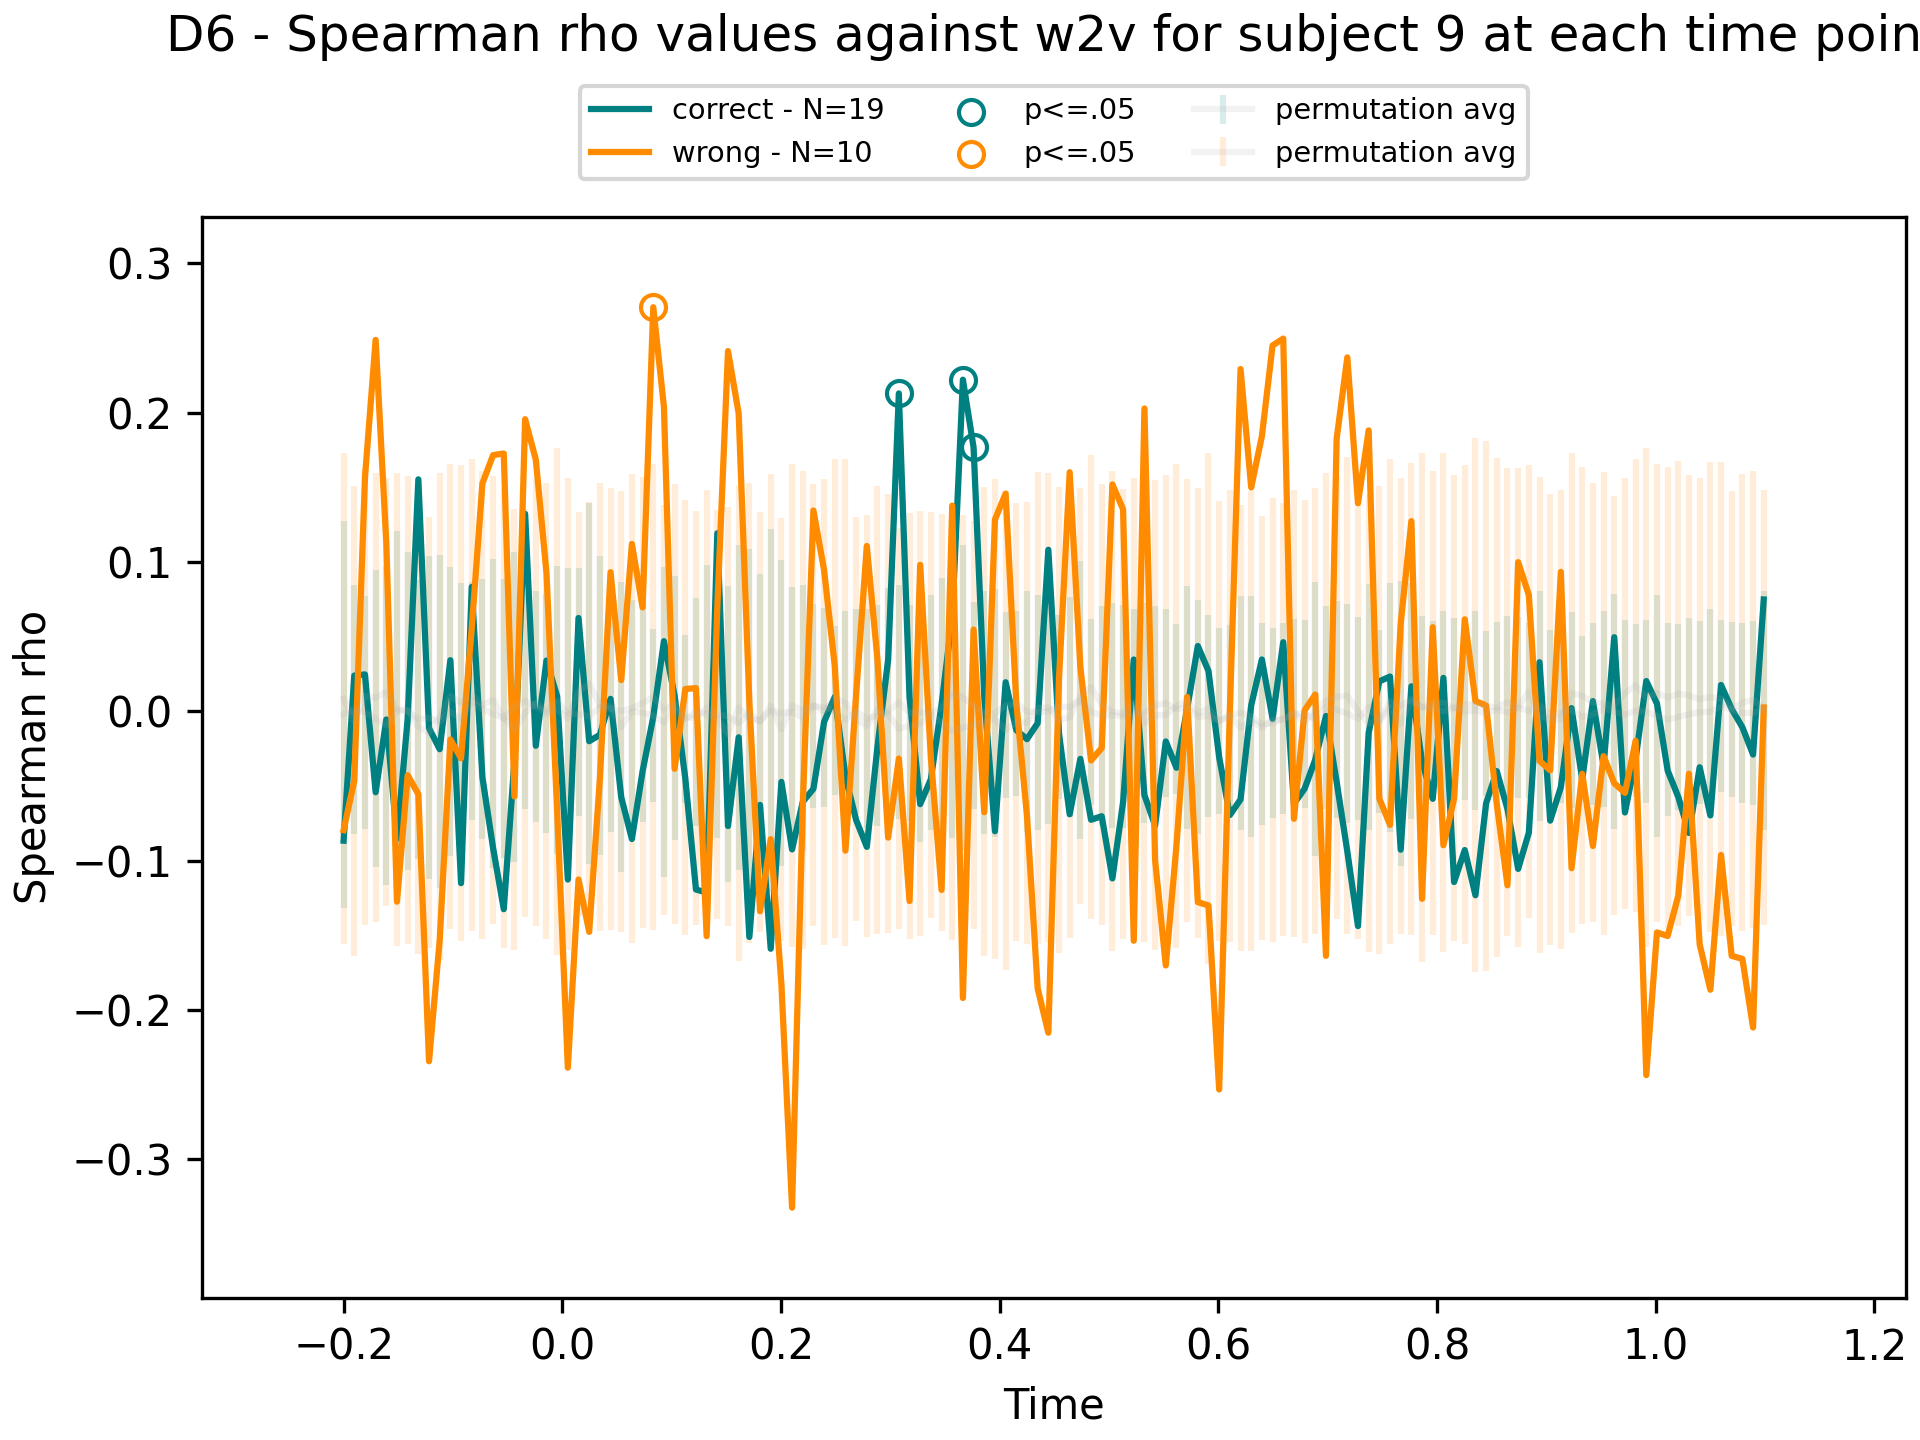 D6 - Spearman rho values against w2v for subject 9 at each time poin
correct - N=19 p<=.05 permutation avg
wrong - N=10 p<=.05 permutation avg
0.3
0.2
0.1
0.0
−0.1
−0.2
−0.3
Spearman rho
−0.2 0.0 0.2 0.4 0.6 0.8 1.0 1.2
Time